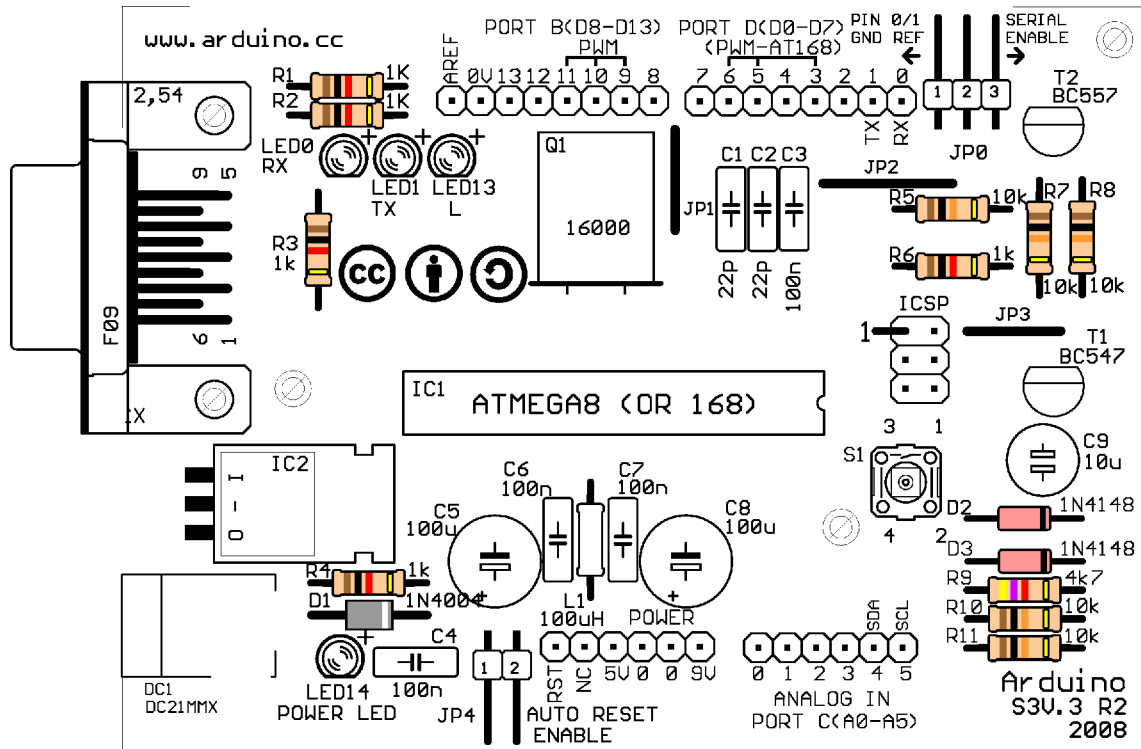 www.arduino.cc
PORT B(D8-D13)
PWM
PORT D(D0-D7)
(PWM-AT168)
PIN 0/1
GND REF
SERIAL
ENABLE
AREF 0V 13 12 11 10 9 8
7 6 5 4 3 2 1 0
TX RX
1 2 3
JP0
T2
BC557
R1 1K
R2 1K
2,54
LED0
RX
LED1
TX
LED13
L
9 5
6 1
F09
R3
1k
cc
Q1
16000
JP1
C1 C2 C3
22p 22p 100n
JP2
R5 10k
R6 1k
R7 R8
10k 10k
ICSP
1
JP3
T1
BC547
IC1
ATMEGA8 (OR 168)
3 1
S1
4 2
C9
10u
IC2
I
-
O
C6
100n
C7
100n
C5
100u
C8
100u
D2 1N4148
D3 1N4148
R4 1k
D1 1N4004
L1
100uH
R9 4k7
R10 10k
R11 10k
POWER
RST NC 5V 0 0 9V
SDA SCL
0 1 2 3 4 5
ANALOG IN
PORT C(A0-A5)
C4
100n
LED14
POWER LED
1 2
JP4
AUTO RESET
ENABLE
DC1
DC21MMX
Arduino
S3V.3 R2
2008